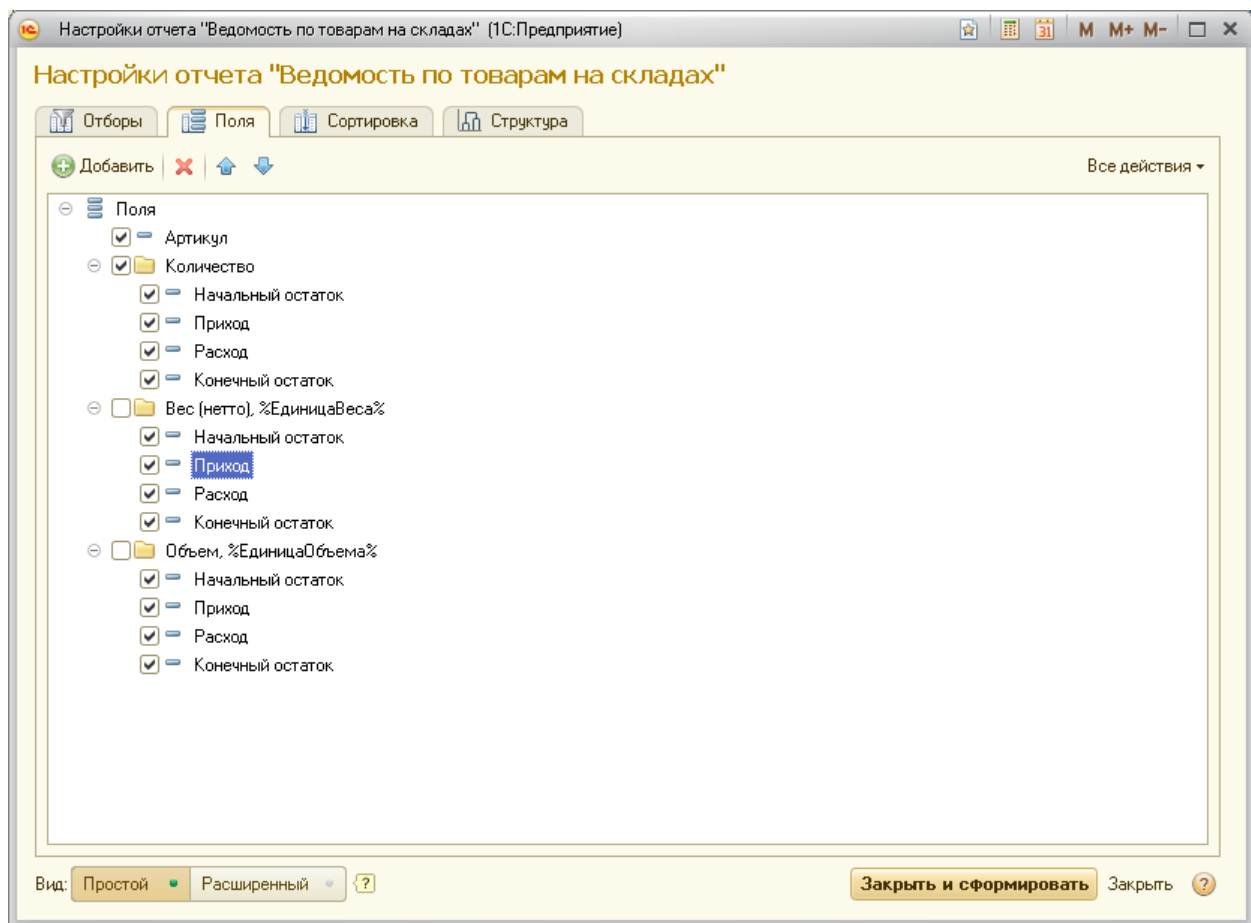 Настройки отчета "Ведомость по товарам на складах" (1С:Предприятие) 31 M M+ M-
Настройки отчета "Ведомость по товарам на складах"
Отборы Поля Сортировка Структура
Добавить Все действия
Поля
Артикул
Количество
Начальный остаток
Приход
Расход
Конечный остаток
Вес (нетто), %ЕдиницаВеса%
Начальный остаток
Приход
Расход
Конечный остаток
Объем, %ЕдиницаОбъема%
Начальный остаток
Приход
Расход
Конечный остаток
Вид: Простой Расширенный ? Закрыть и сформировать Закрыть ?